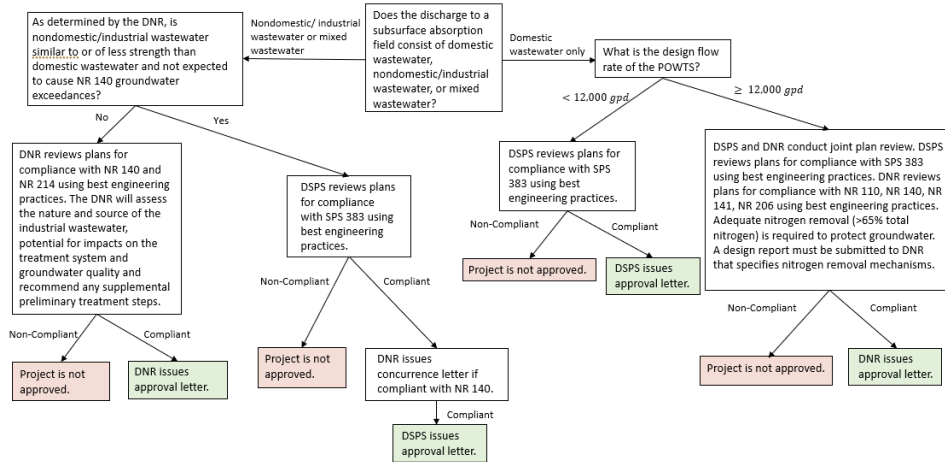 As determined by the DNR, is
nondomestic/industrial wastewater
similar to or of less strength than
domestic wastewater and not expected
to cause NR 140 groundwater
exceedances?
Nondomestic/ industrial
wastewater or mixed
wastewater
Does the discharge to a
subsurface absorption
field consist of domestic
wastewater,
nondomestic/industrial
wastewater, or mixed
wastewater?
Domestic
wastewater only
What is the design flow
rate of the POWTS?
< 12,000 gpd
≥ 12,000 gpd
No
Yes
DNR reviews plans for
compliance with NR 140 and
NR 214 using best engineering
practices. The DNR will assess
the nature and source of the
industrial wastewater,
potential for impacts on the
treatment system and
groundwater quality and
recommend any supplemental
preliminary treatment steps.
Non-Compliant
Compliant
Project is not
approved.
DNR issues
approval letter.
DSPS reviews plans
for compliance
with SPS 383 using
best engineering
practices.
Non-Compliant
Compliant
Project is not
approved.
DNR issues
concurrence letter if
compliant with NR 140.
Compliant
DSPS issues
approval letter.
DSPS reviews plans for
compliance with SPS
383 using best
engineering practices.
Non-Compliant
Compliant
Project is not approved.
DSPS issues
approval letter.
DSPS and DNR conduct joint plan review. DSPS
reviews plans for compliance with SPS 383
using best engineering practices. DNR reviews
plans for compliance with NR 110, NR 140, NR
141, NR 206 using best engineering practices.
Adequate nitrogen removal (>65% total
nitrogen) is required to protect groundwater.
A design report must be submitted to DNR
that specifies nitrogen removal mechanisms.
Non-Compliant
Compliant
Project is not approved.
DNR issues
approval letter.